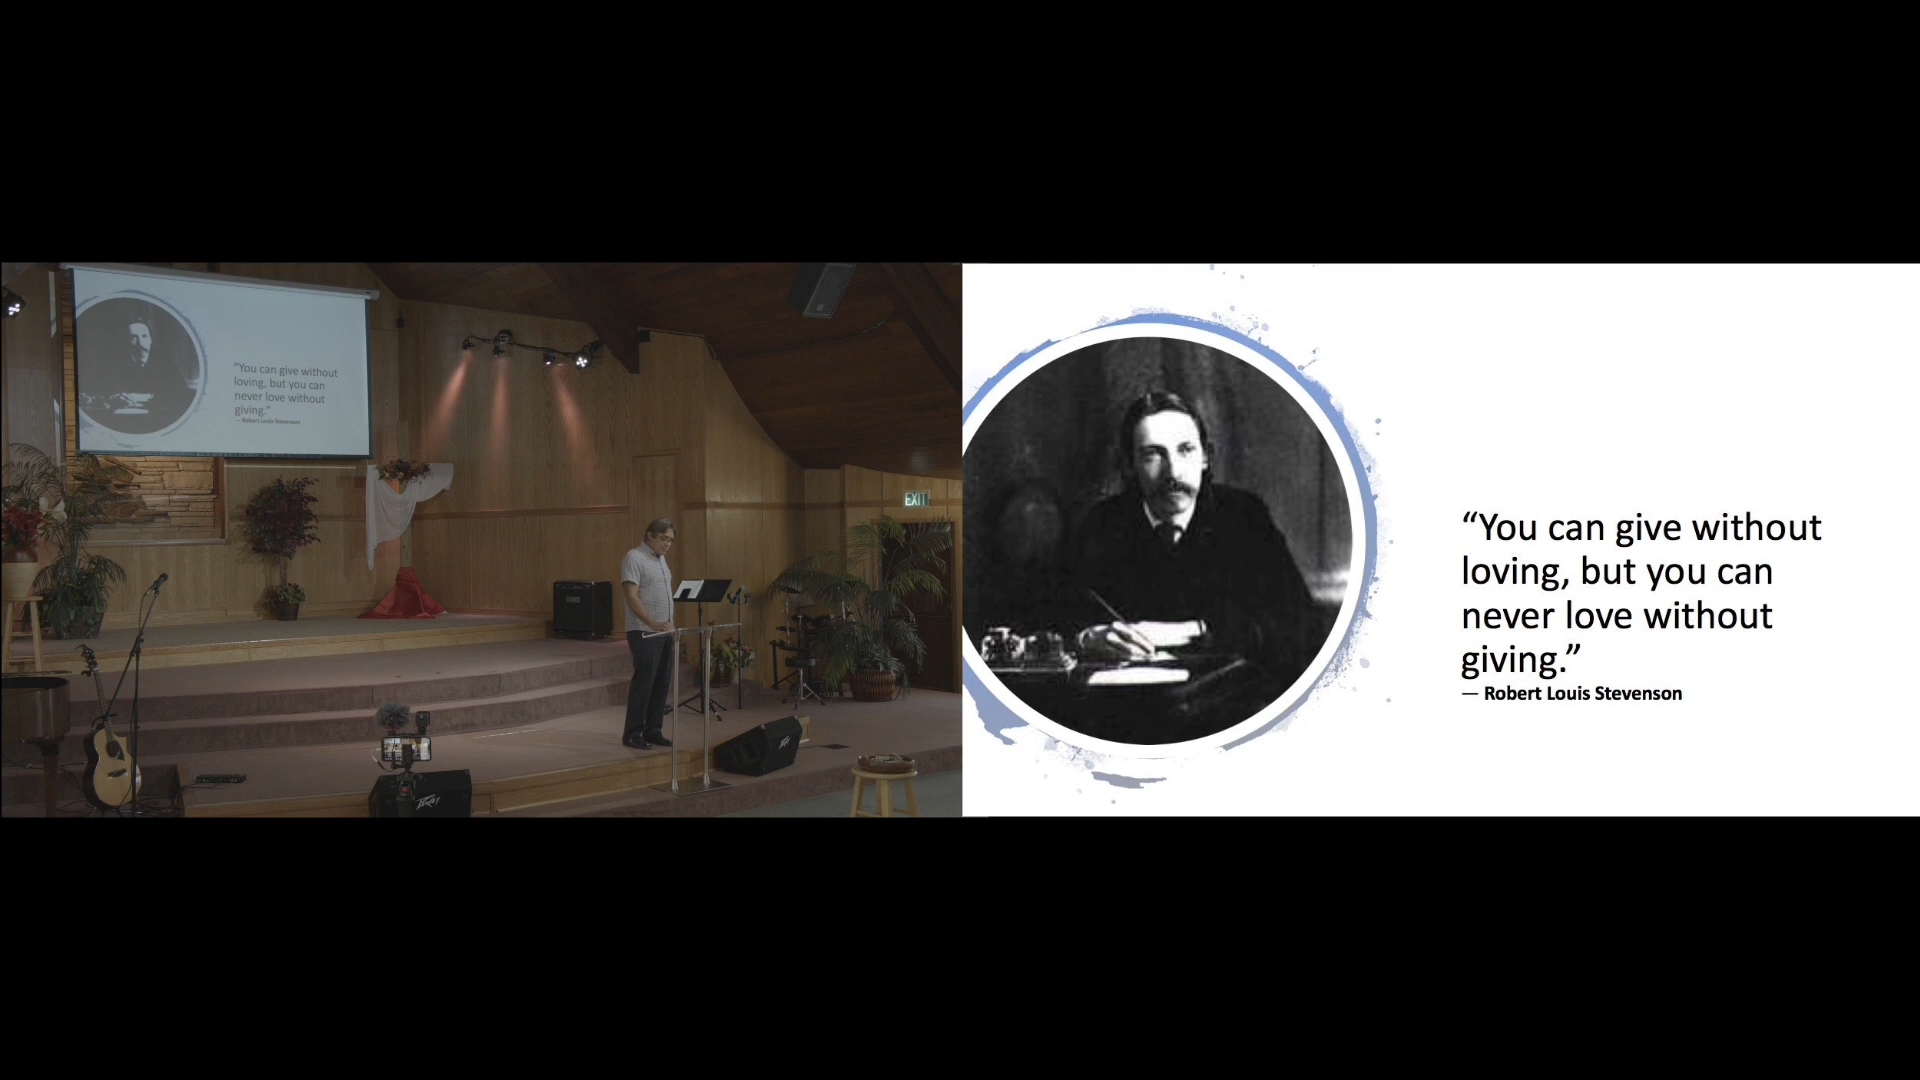 “You can give without
loving, but you can
never love without
giving.”
— Robert Louis Stevenson
EXIT
“You can give without
loving, but you can
never love without
giving.”
— Robert Louis Stevenson
PEAVEY